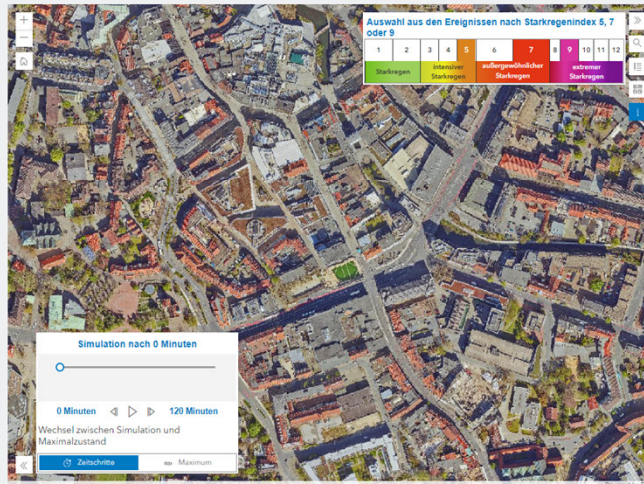 Auswahl aus den Ereignissen nach Starkregenindex 5, 7
oder 9
1 2 3 4 5 6 7 8 9 10 11 12
Starkregen intensiver Starkregen außergewöhnlicher Starkregen extremer Starkregen
Simulation nach 0 Minuten
0 Minuten 120 Minuten
Wechsel zwischen Simulation und
Maximalzustand
Zeitschritte Maximum